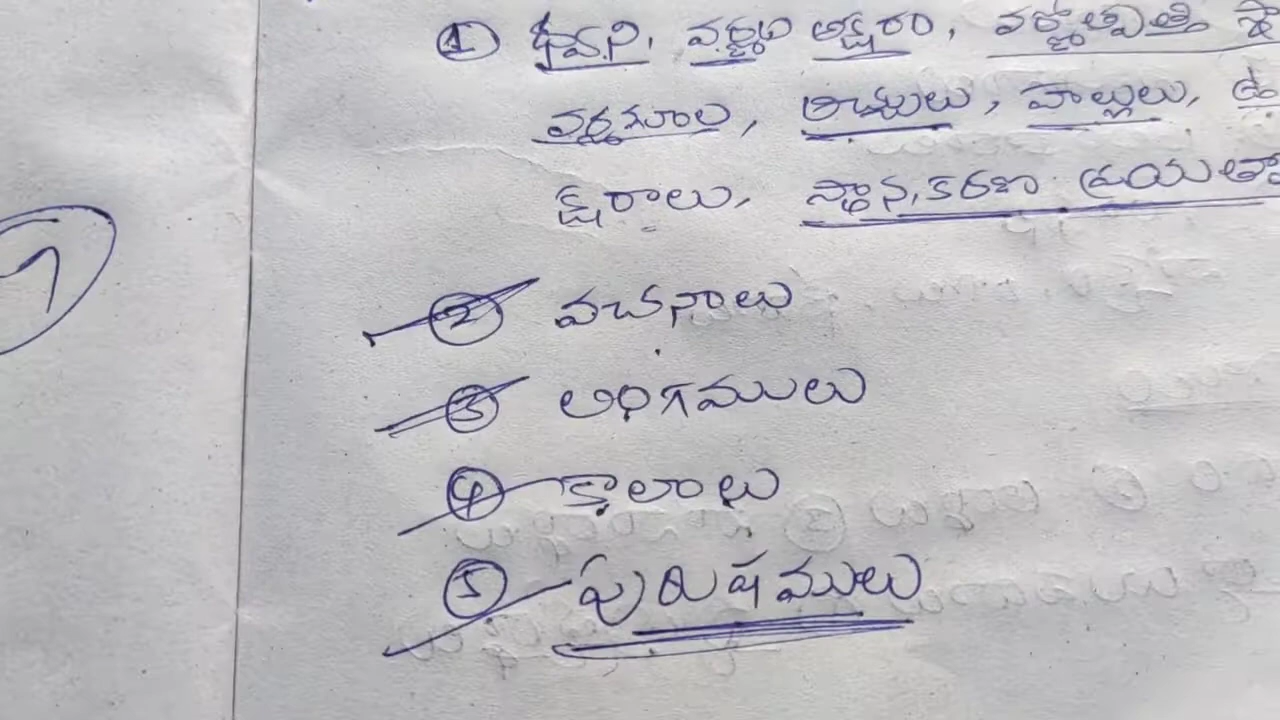 ① ధ్వని, వర్ణం అక్షరం, వర్ణోత్పత్తి
వర్ణమాల, అచ్చులు, హల్లులు,
క్షరాలు, స్థాన,కరణ
② వచనాలు
③ లింగములు
④ కాలాలు
⑤ పురుషములు